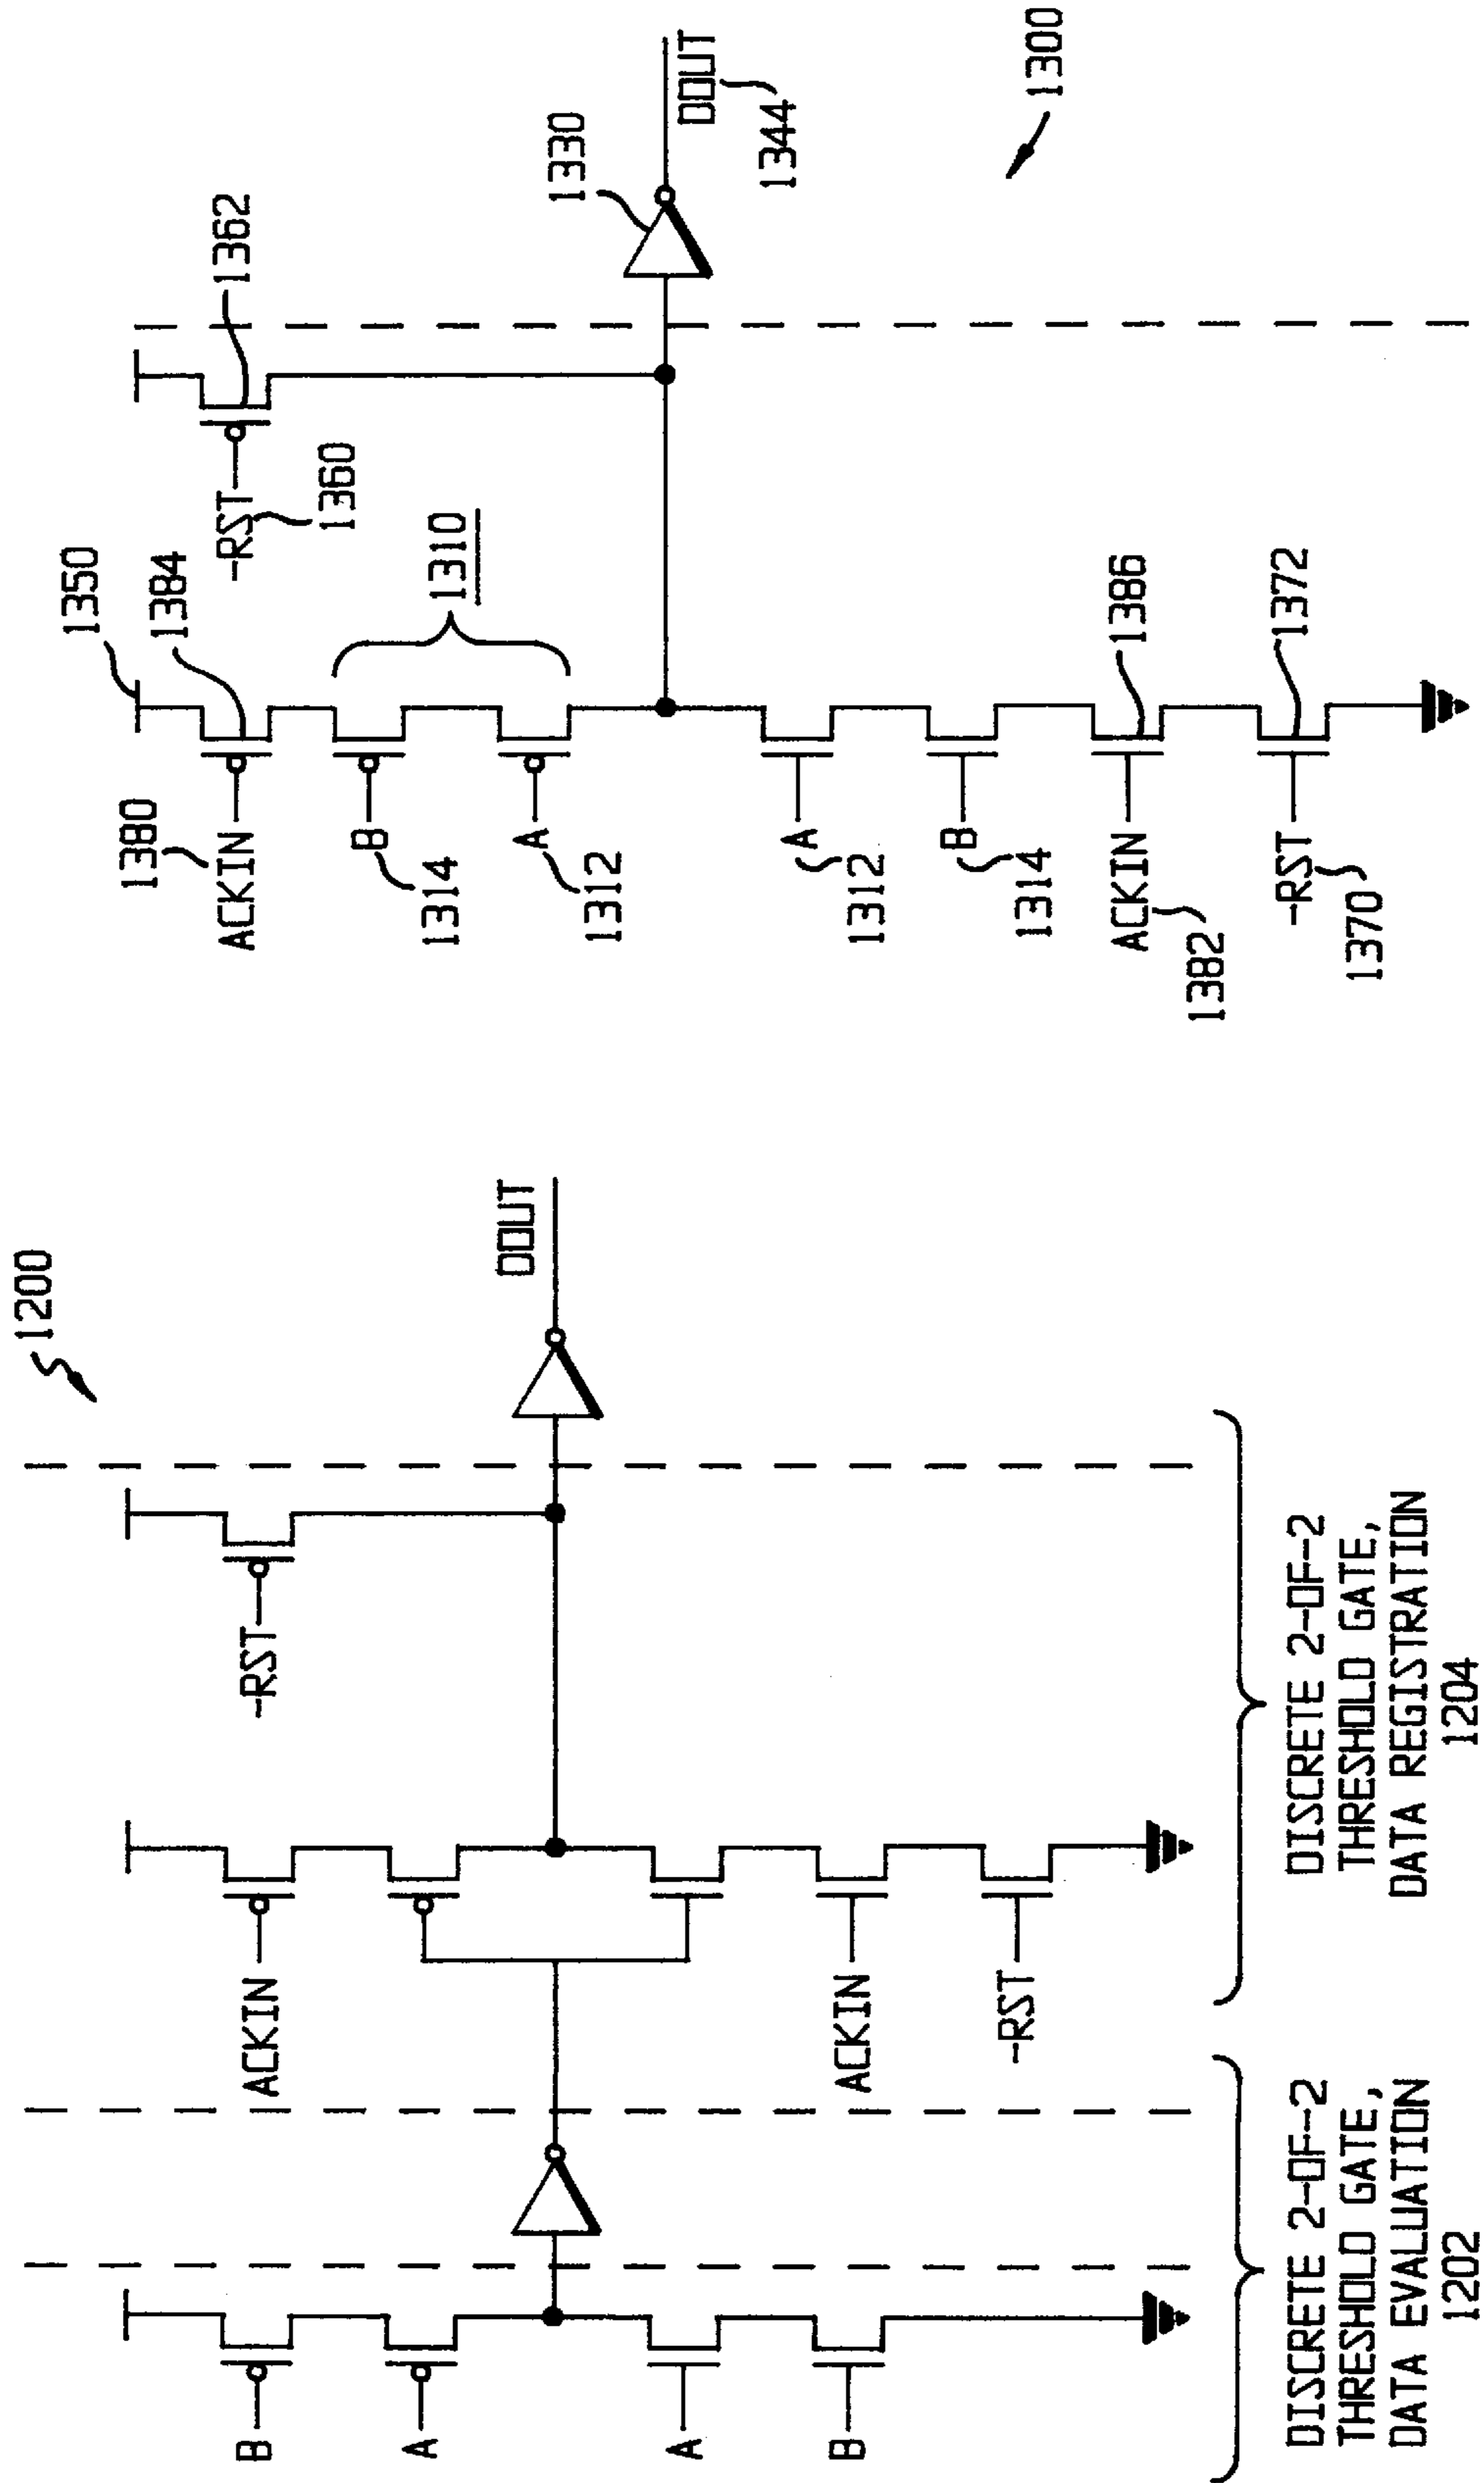 1200
B
A
A
B
ACKIN
ACKIN
-RST
-RST
DOUT
DISCRETE 2-OF-2
THRESHOLD GATE,
DATA EVALUATION
1202
DISCRETE 2-OF-2
THRESHOLD GATE,
DATA REGISTRATION
1204
1350
1380
1384
ACKIN
B
1314
A
1312
1310
-RST
1360
1362
1330
DOUT
1344
A
1312
B
1314
ACKIN
1382
1386
-RST
1370
1372
1300